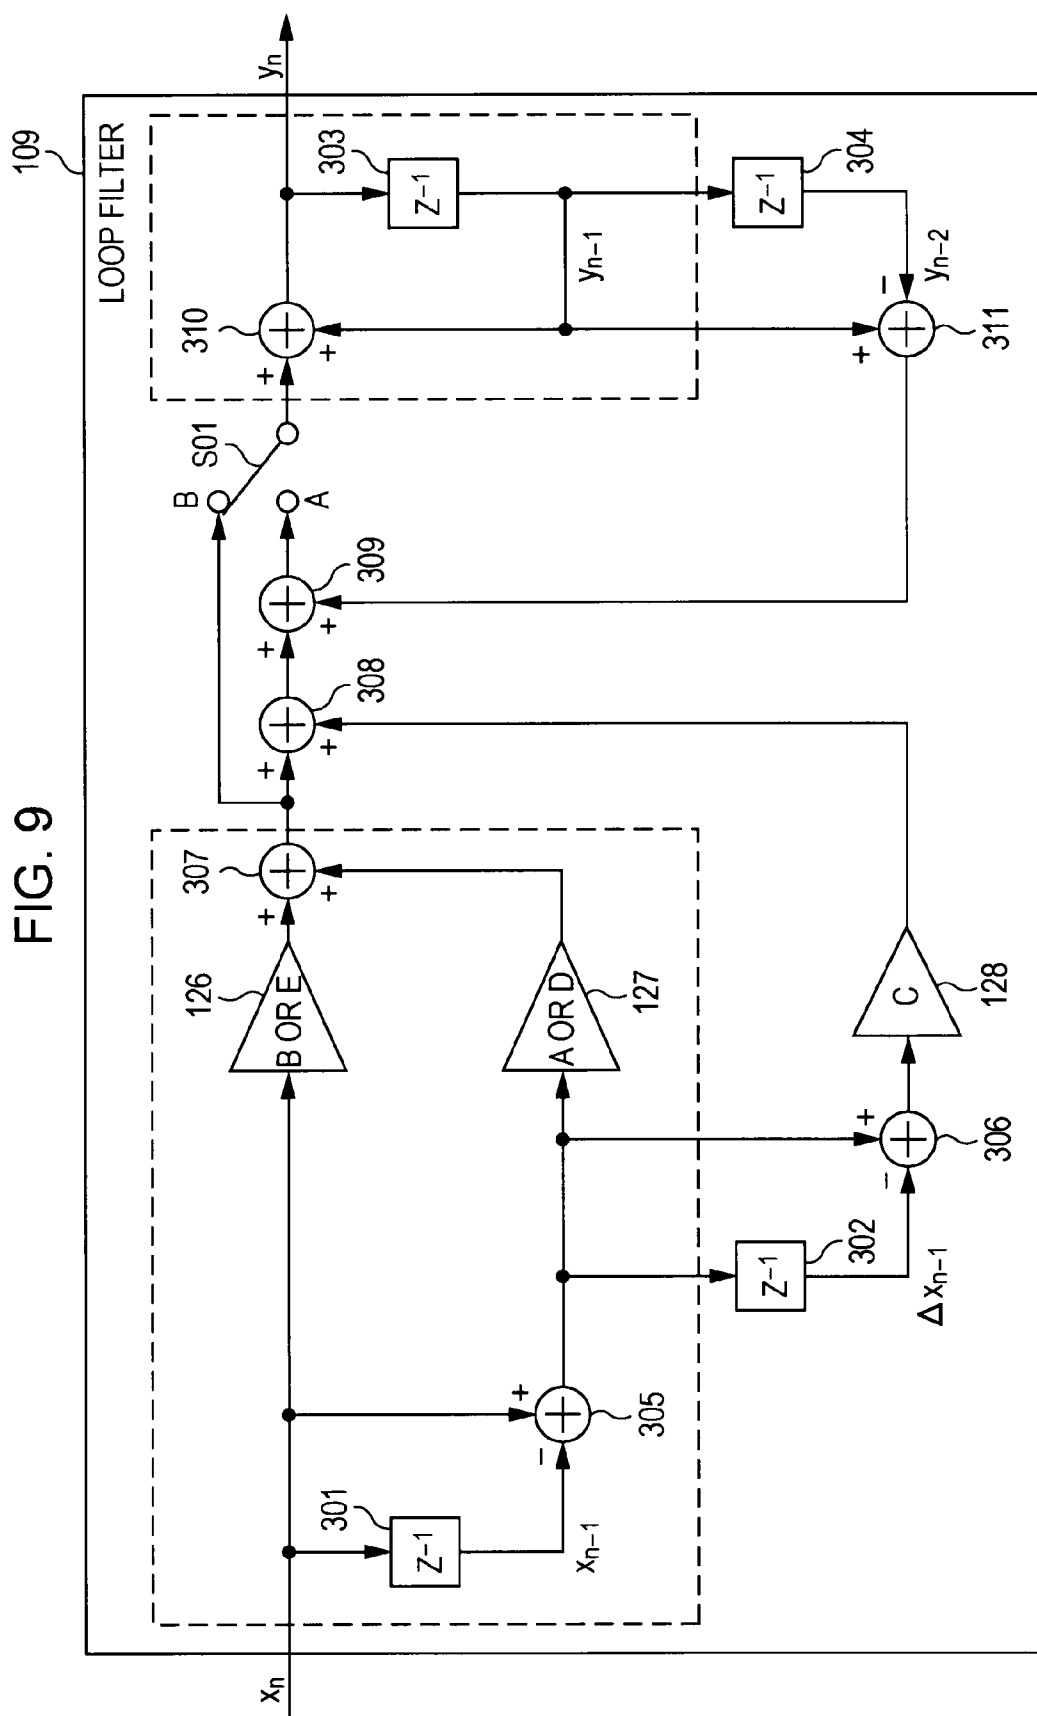 FIG. 9
109
LOOP FILTER
xn
301
Z−1
xn−1
−
+
305
Z−1
302
Δxn−1
−
+
306
126
B OR E
A OR D
127
C
128
+
+
307
+
+
308
+
+
309
B
A
S01
+
+
310
yn
303
Z−1
yn−1
Z−1
304
yn−2
−
+
311